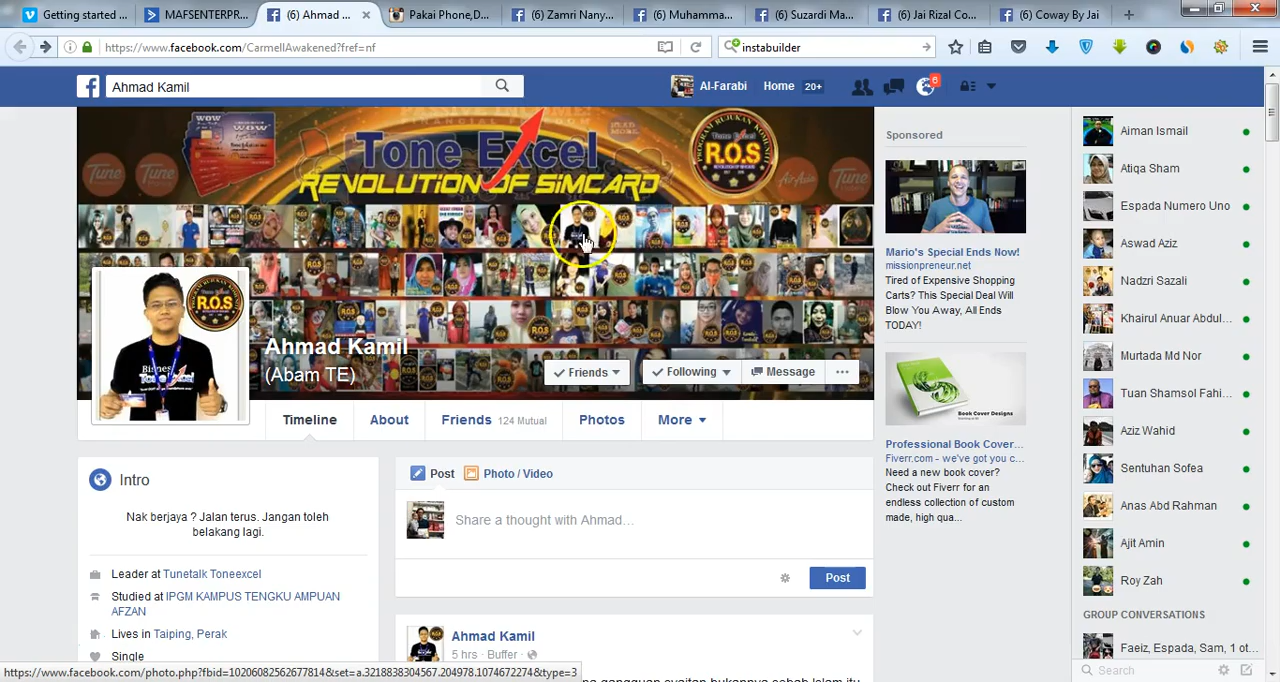 (6) Getting started ...
MAFSENTERPR...
(6) Ahmad ...
Pakai Phone,D...
(6) Zamri Nany...
(6) Muhamma...
(6) Suzardi Ma...
(6) Jai Rizal Co...
(6) Coway By Jai
https://www.facebook.com/CarmellAwakened?fref=nf
instabuilder
Ahmad Kamil
Al-Farabi
Home 20+
6
Tone Excel
REVOLUTION OF SIMCARD
R.O.S
WOW
Tune
Tune
AirAsia
Tune
R.O.S
Bisnes
Ahmad Kamil
(Abam TE)
Friends
Following
Message
Timeline
About
Friends 124 Mutual
Photos
More
Intro
Nak berjaya ? Jalan terus. Jangan toleh
belakang lagi.
Leader at Tunetalk Toneexcel
Studied at IPGM KAMPUS TENGKU AMPUAN
AFZAN
Lives in Taiping, Perak
Single
Post
Photo / Video
Share a thought with Ahmad...
Post
Ahmad Kamil
5 hrs · Buffer ·
Sponsored
Mario's Special Ends Now!
missionpreneur.net
Tired of Expensive Shopping
Carts? This Special Deal Will
Blow You Away, All Ends
TODAY!
Book Cover Designs
Professional Book Cover...
Fiverr.com – we've got you c...
Need a new book cover?
Check out Fiverr for an
endless collection of custom
made, high qua...
Aiman Ismail
Atiqa Sham
Espada Numero Uno
Aswad Aziz
Nadzri Sazali
Khairul Anuar Abdul...
Murtada Md Nor
Tuan Shamsol Fahi...
Aziz Wahid
Sentuhan Sofea
Anas Abd Rahman
Ajit Amin
Roy Zah
GROUP CONVERSATIONS
Faeiz, Espada, Sam, 1 ot...
Search
https://www.facebook.com/photo.php?fbid=10206082562677814&set=a.3218838304567.204978.1074672274&type=3